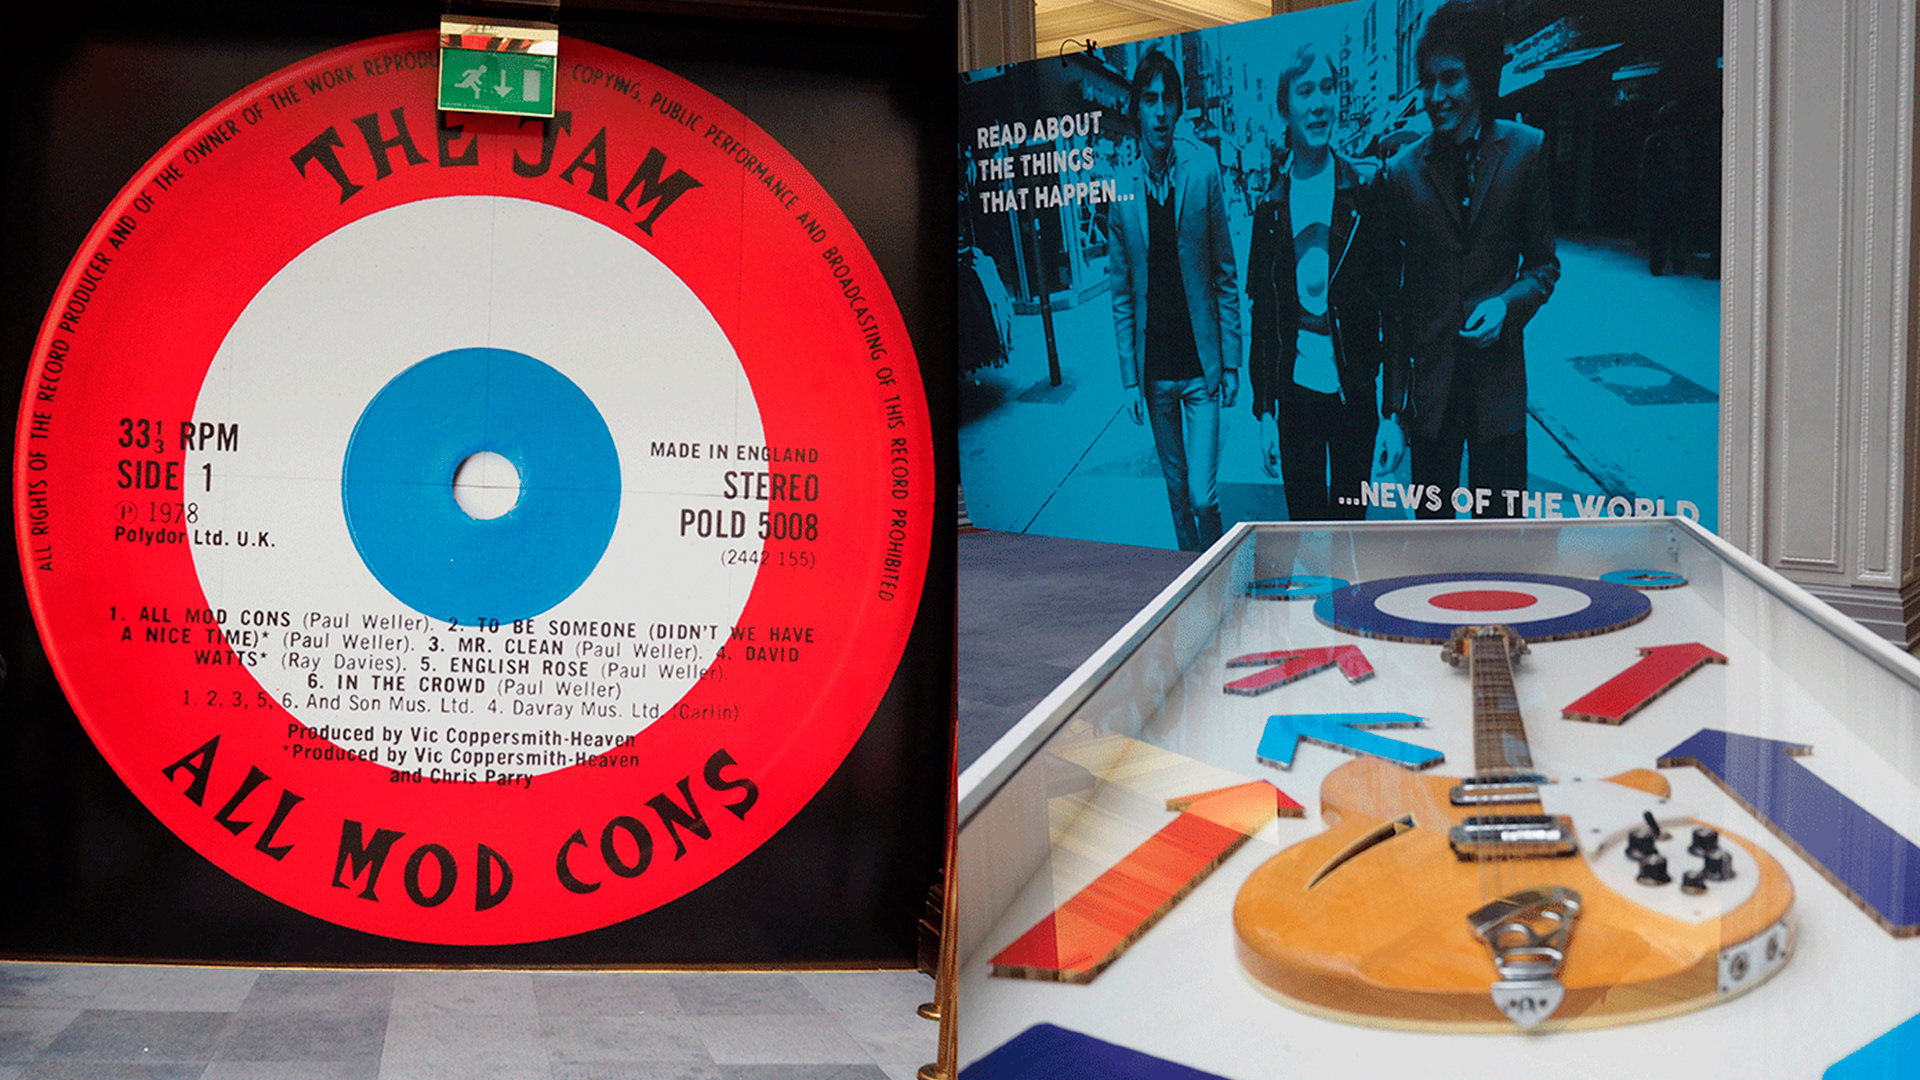 ALL RIGHTS OF THE RECORD PRODUCER AND OF THE OWNER OF THE WORK COPYING, PUBLIC PERFORMANCE AND BROADCASTING OF THIS RECORD PROHIBITED
THE JAM
33⅓ RPM
SIDE 1
Ⓟ 1978
Polydor Ltd. U.K.
MADE IN ENGLAND
STEREO
POLD 5008
(2442 155)
1. ALL MOD CONS (Paul Weller). 2. TO BE SOMEONE (DIDN'T WE HAVE
A NICE TIME)* (Paul Weller). 3. MR. CLEAN (Paul Weller). 4. DAVID
WATTS* (Ray Davies). 5. ENGLISH ROSE (Paul Weller).
6. IN THE CROWD (Paul Weller)
1. 2, 3, 5, 6. And Son Mus. Ltd. 4. Davray Mus. Ltd. (Carlin)
Produced by Vic Coppersmith-Heaven
*Produced by Vic Coppersmith-Heaven
and Chris Parry
ALL MOD CONS
READ ABOUT
THE THINGS
THAT HAPPEN...
...NEWS OF THE WORLD